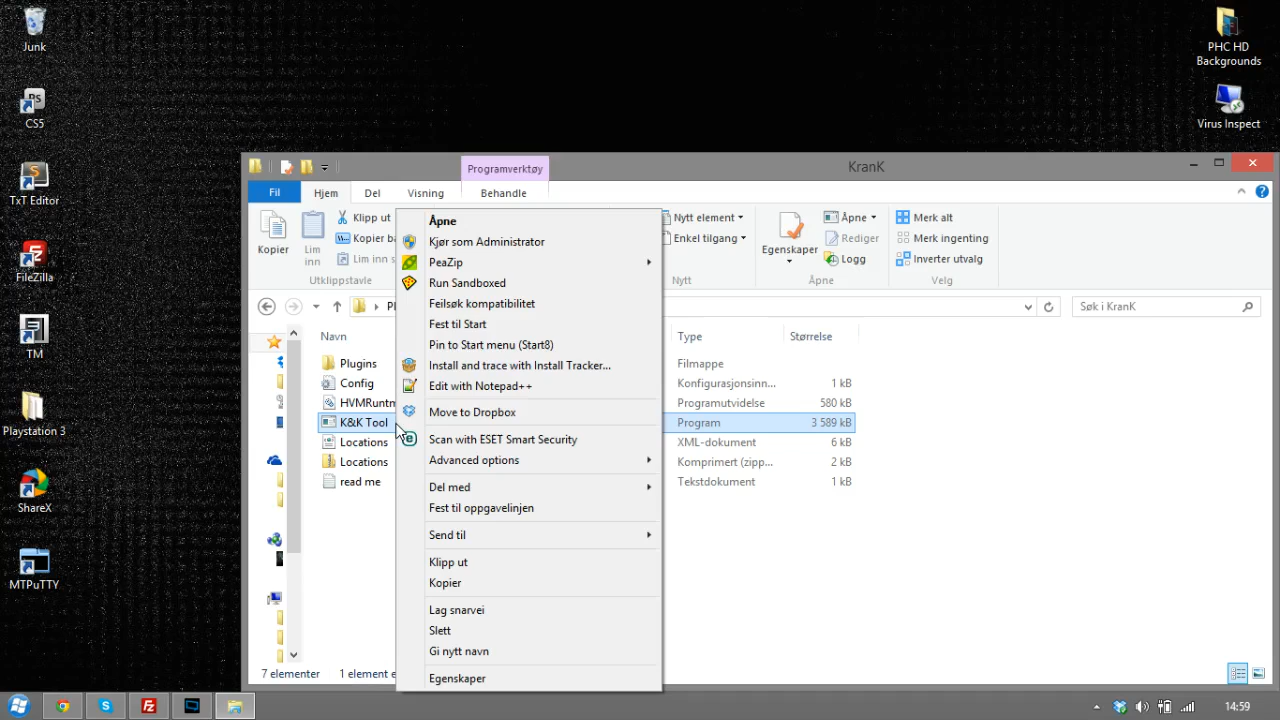 Junk
CS5
TxT Editor
FileZilla
TM
Playstation 3
ShareX
MTPuTTY
PHC HD
Backgrounds
Virus Inspect
Programverktøy
KranK
Fil
Hjem
Del
Visning
Behandle
Kopier
Lim
inn
Klipp ut
Kopier
Lim inn
Utklippstavle
Nytt element
Enkel tilgang
Nytt
Egenskaper
Åpne
Rediger
Logg
Åpne
Merk alt
Merk ingenting
Inverter utvalg
Velg
Søk i KranK
Navn
Type
Størrelse
Plugins
Filmappe
Config
Konfigurasjonsinn...
1 kB
HVMRuntm
Programutvidelse
580 kB
K&K Tool
Program
3 589 kB
Locations
XML-dokument
6 kB
Locations
Komprimert (zipp...
2 kB
read me
Tekstdokument
1 kB
Åpne
Kjør som Administrator
PeaZip
Run Sandboxed
Feilsøk kompatibilitet
Fest til Start
Pin to Start menu (Start8)
Install and trace with Install Tracker...
Edit with Notepad++
Move to Dropbox
Scan with ESET Smart Security
Advanced options
Del med
Fest til oppgavelinjen
Send til
Klipp ut
Kopier
Lag snarvei
Slett
Gi nytt navn
Egenskaper
7 elementer
1 element
14:59